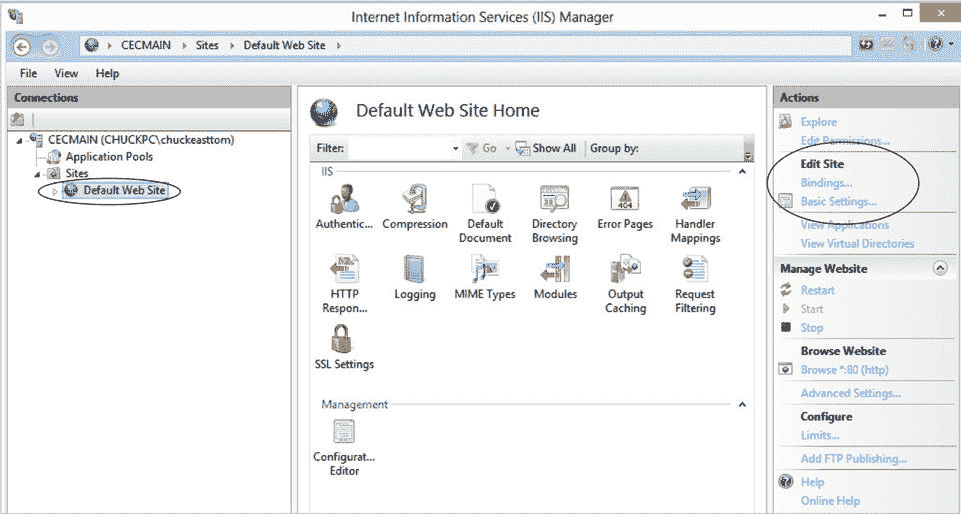 Internet Information Services (IIS) Manager
CECMAIN Sites Default Web Site
File View Help
Connections
CECMAIN (CHUCKPC\chuckeasttom)
Application Pools
Sites
Default Web Site
Default Web Site Home
Filter: Go Show All Group by:
IIS
Authentic... Compression Default Document Directory Browsing Error Pages Handler Mappings
HTTP Respon... Logging MIME Types Modules Output Caching Request Filtering
SSL Settings
Management
Configurat... Editor
Actions
Explore
Edit Permissions...
Edit Site
Bindings...
Basic Settings...
View Applications
View Virtual Directories
Manage Website
Restart
Start
Stop
Browse Website
Browse *:80 (http)
Advanced Settings...
Configure
Limits...
Add FTP Publishing...
Help
Online Help